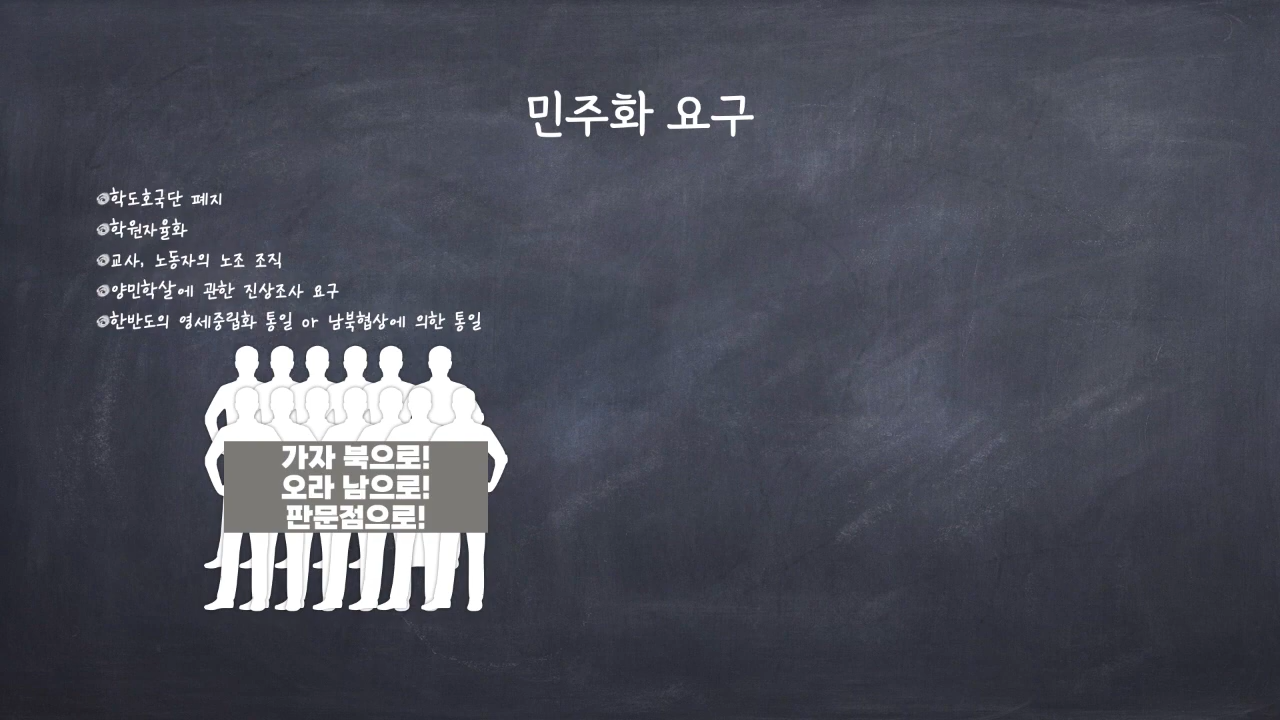 민주화 요구
학도호국단 폐지
학원자율화
교사, 노동자의 노조 조직
양민학살에 관한 진상조사 요구
한반도의 영세중립화 통일 아 남북협상에 의한 통일
가자 북으로!
오라 남으로!
판문점으로!